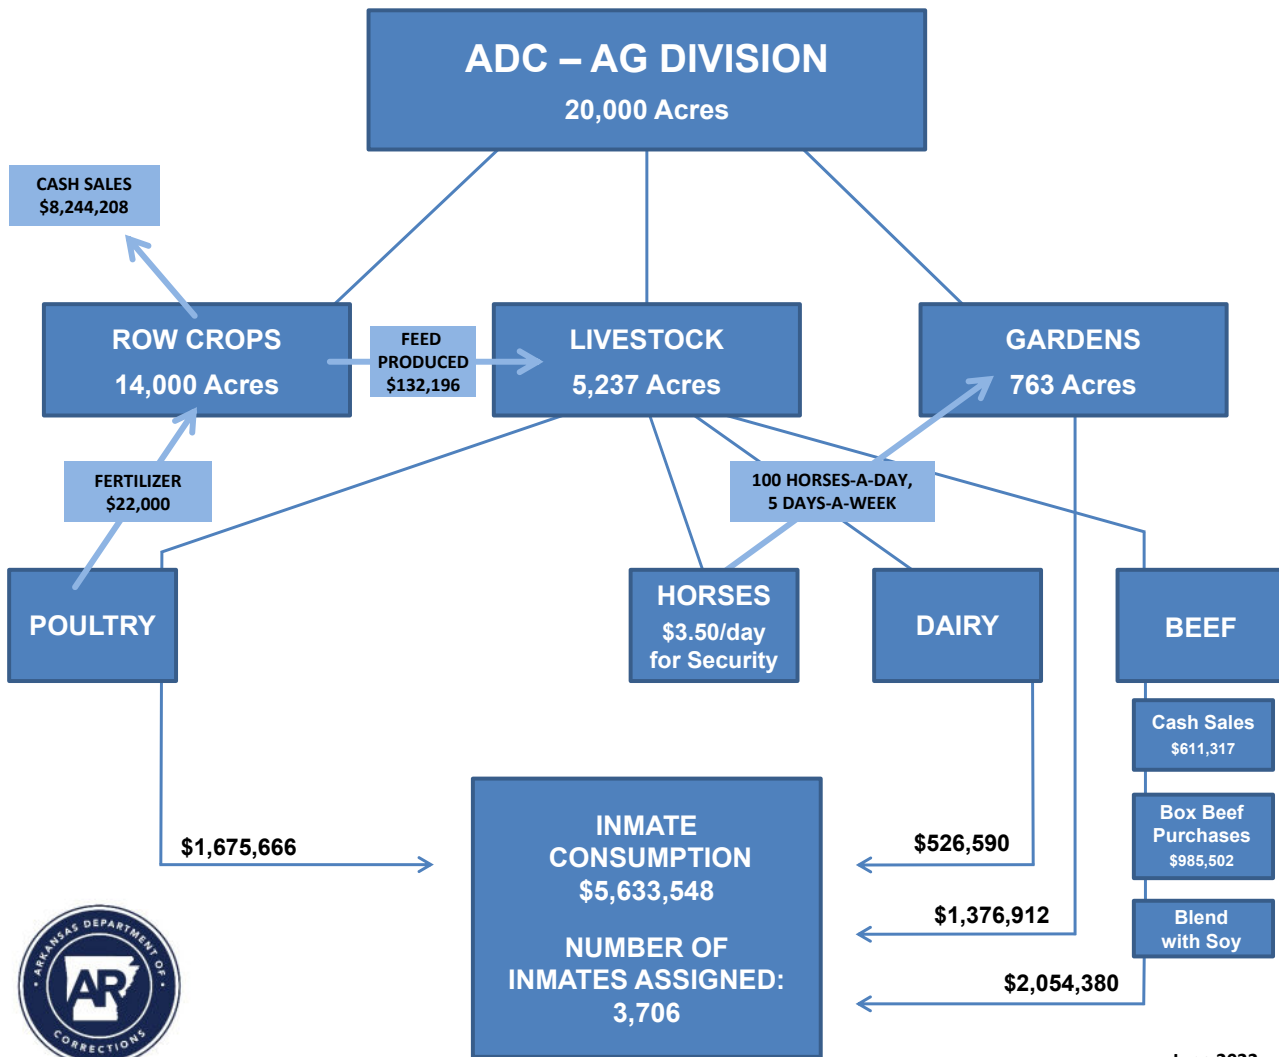 ADC – AG DIVISION
20,000 Acres
CASH SALES
$8,244,208
ROW CROPS
14,000 Acres
FEED
PRODUCED
$132,196
LIVESTOCK
5,237 Acres
GARDENS
763 Acres
FERTILIZER
$22,000
100 HORSES-A-DAY,
5 DAYS-A-WEEK
POULTRY
HORSES
$3.50/day
for Security
DAIRY
BEEF
Cash Sales
$611,317
Box Beef
Purchases
$985,502
Blend
with Soy
$1,675,666
INMATE
CONSUMPTION
$5,633,548
NUMBER OF
INMATES ASSIGNED:
3,706
$526,590
$1,376,912
$2,054,380
ARKANSAS DEPARTMENT OF
AR
CORRECTIONS